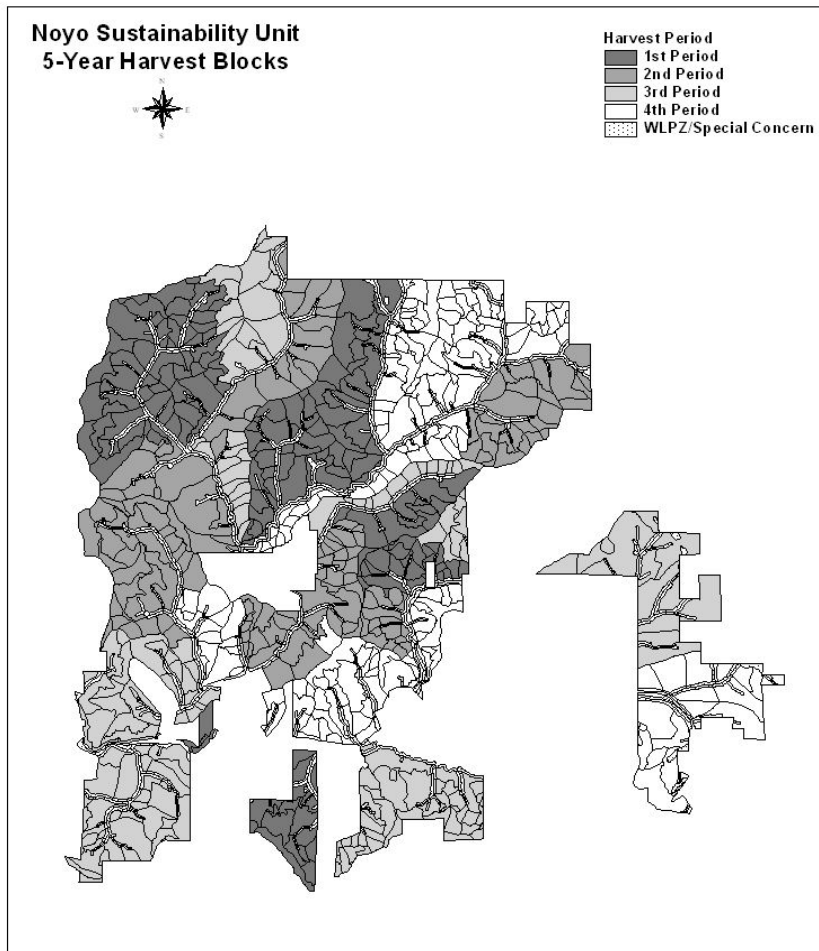 Noyo Sustainability Unit
5-Year Harvest Blocks
N
W E
S
Harvest Period
1st Period
2nd Period
3rd Period
4th Period
WLPZ/Special Concern